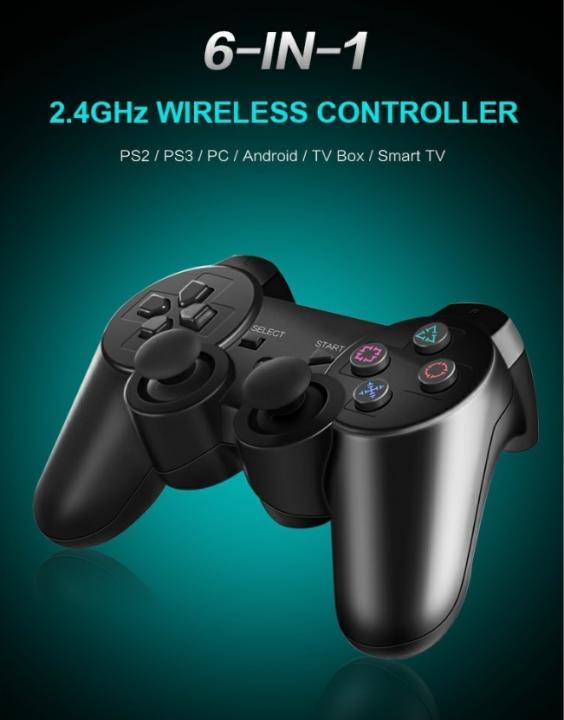 6-IN-1
2.4GHz WIRELESS CONTROLLER
PS2 / PS3 / PC / Android / TV Box / Smart TV
SELECT
START